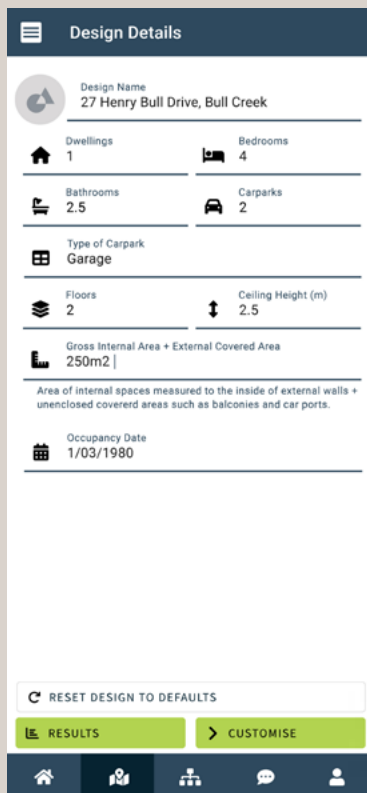 Design Details
Design Name
27 Henry Bull Drive, Bull Creek
Dwellings
1
Bedrooms
4
Bathrooms
2.5
Carparks
2
Type of Carpark
Garage
Floors
2
Ceiling Height (m)
2.5
Gross Internal Area + External Covered Area
250m2
Area of internal spaces measured to the inside of external walls +
unenclosed covererd areas such as balconies and car ports.
Occupancy Date
1/03/1980
RESET DESIGN TO DEFAULTS
RESULTS
CUSTOMISE